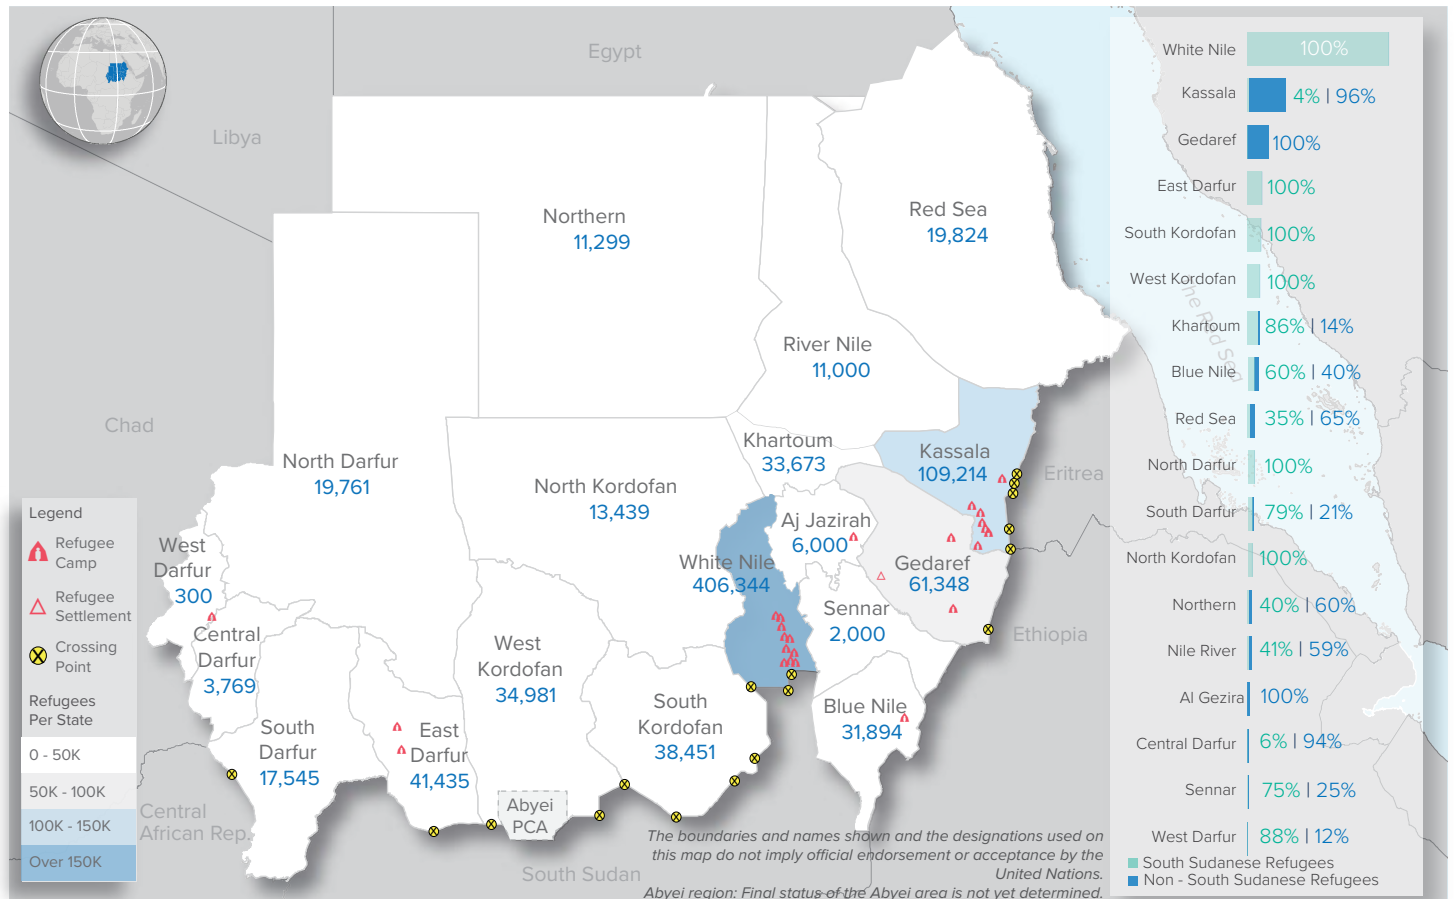 Egypt
Libya
Chad
Northern
11,299
Red Sea
19,824
River Nile
11,000
Khartoum
33,673
Kassala
109,214
Eritrea
North Darfur
19,761
North Kordofan
13,439
Aj Jazirah
6,000
White Nile
406,344
Gedaref
61,348
Sennar
2,000
Ethiopia
West
Darfur
300
Central
Darfur
3,769
West
Kordofan
34,981
South
Kordofan
38,451
Blue Nile
31,894
South
Darfur
17,545
East
Darfur
41,435
Abyei
PCA
Central
African Rep.
South Sudan
The Red Sea
Legend
Refugee
Camp
Refugee
Settlement
Crossing
Point
Refugees
Per State
0 - 50K
50K - 100K
100K - 150K
Over 150K
The boundaries and names shown and the designations used on
this map do not imply official endorsement or acceptance by the
United Nations.
Abyei region: Final status of the Abyei area is not yet determined.
White Nile 100%
Kassala 4% | 96%
Gedaref 100%
East Darfur 100%
South Kordofan 100%
West Kordofan 100%
Khartoum 86% | 14%
Blue Nile 60% | 40%
Red Sea 35% | 65%
North Darfur 100%
South Darfur 79% | 21%
North Kordofan 100%
Northern 40% | 60%
Nile River 41% | 59%
Al Gezira 100%
Central Darfur 6% | 94%
Sennar 75% | 25%
West Darfur 88% | 12%
South Sudanese Refugees
Non - South Sudanese Refugees